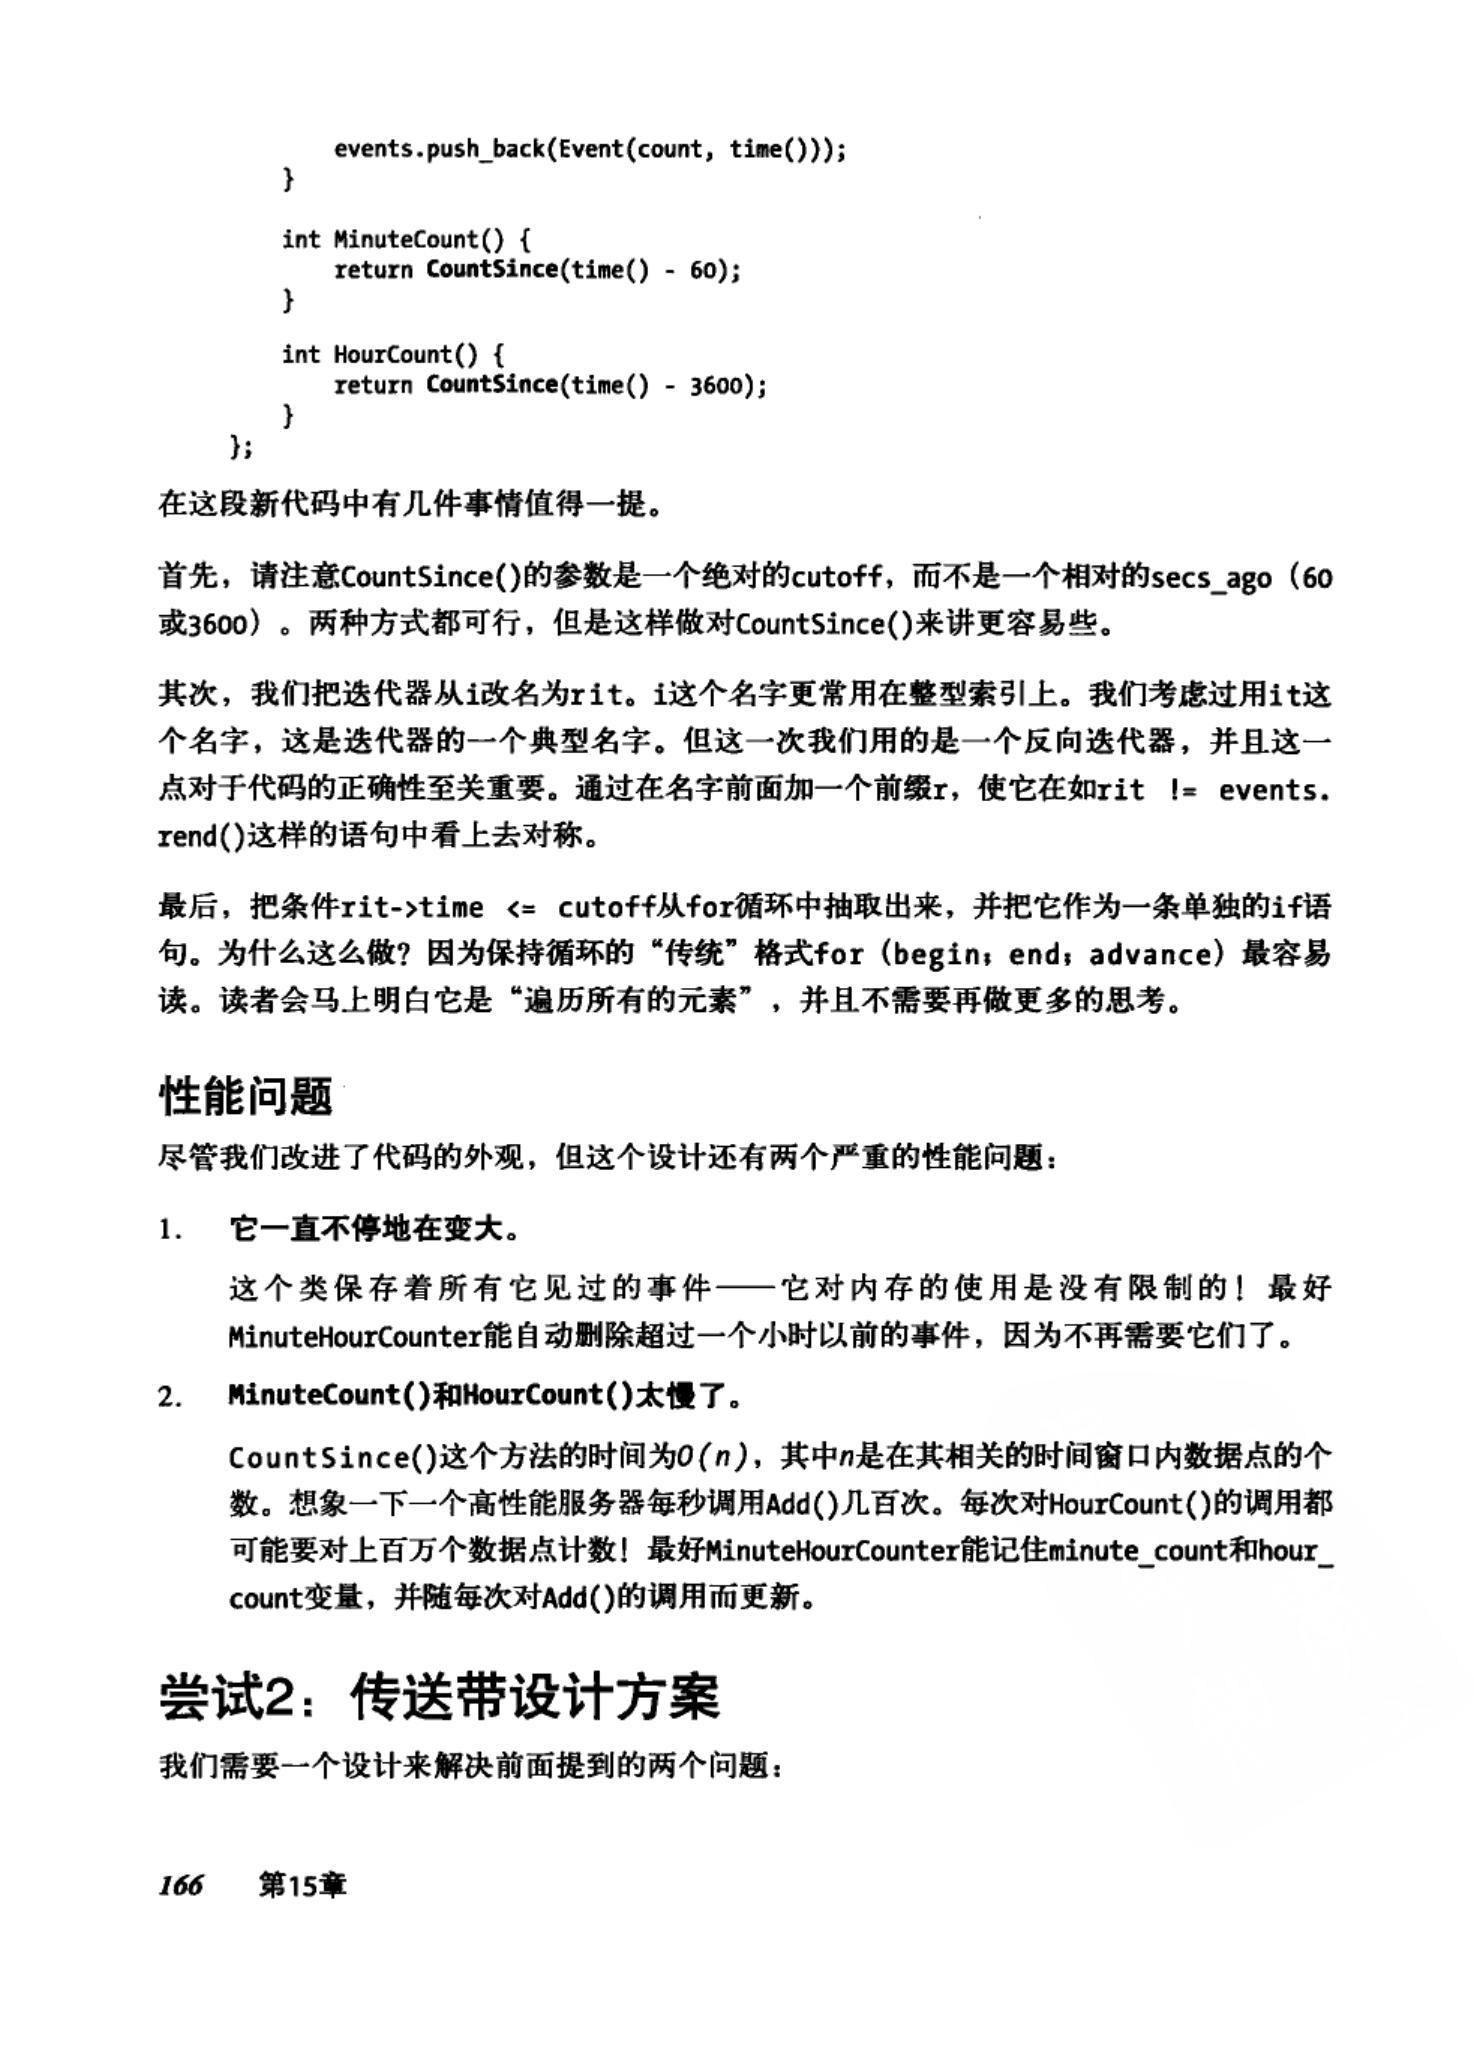 events.push_back(Event(count, time()));
}
int MinuteCount() {
return CountSince(time() - 60);
}
int HourCount() {
return CountSince(time() - 3600);
}
};
在这段新代码中有几件事情值得一提。
首先，请注意CountSince()的参数是一个绝对的cutoff，而不是一个相对的secs_ago（60
或3600）。两种方式都可行，但是这样做对CountSince()来讲更容易些。
其次，我们把迭代器从i改名为rit。i这个名字更常用在整型索引上。我们考虑过用it这
个名字，这是迭代器的一个典型名字。但这一次我们用的是一个反向迭代器，并且这一
点对于代码的正确性至关重要。通过在名字前面加一个前缀r，使它在如rit != events.
rend()这样的语句中看上去对称。
最后，把条件rit->time <= cutoff从for循环中抽取出来，并把它作为一条单独的if语
句。为什么这么做？因为保持循环的“传统”格式for（begin；end；advance）最容易
读。读者会马上明白它是“遍历所有的元素”，并且不需要再做更多的思考。
性能问题
尽管我们改进了代码的外观，但这个设计还有两个严重的性能问题：
1. 它一直不停地在变大。
这个类保存着所有它见过的事件——它对内存的使用是没有限制的！最好
MinuteHourCounter能自动删除超过一个小时以前的事件，因为不再需要它们了。
2. MinuteCount()和HourCount()太慢了。
CountSince()这个方法的时间为O(n)，其中n是在其相关的时间窗口内数据点的个
数。想象一下一个高性能服务器每秒调用Add()几百次。每次对HourCount()的调用都
可能要对上百万个数据点计数！最好MinuteHourCounter能记住minute_count和hour_
count变量，并随每次对Add()的调用而更新。
尝试2：传送带设计方案
我们需要一个设计来解决前面提到的两个问题：
166 第15章